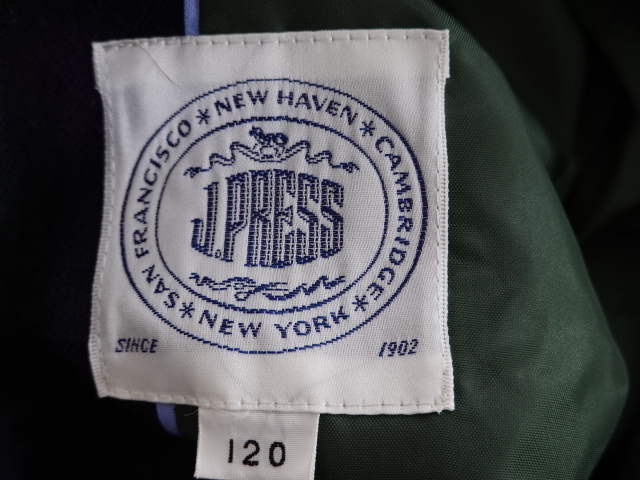 SAN FRANCISCO * NEW HAVEN * CAMBRIDGE * NEW YORK *
J.PRESS
SINCE 1902
120